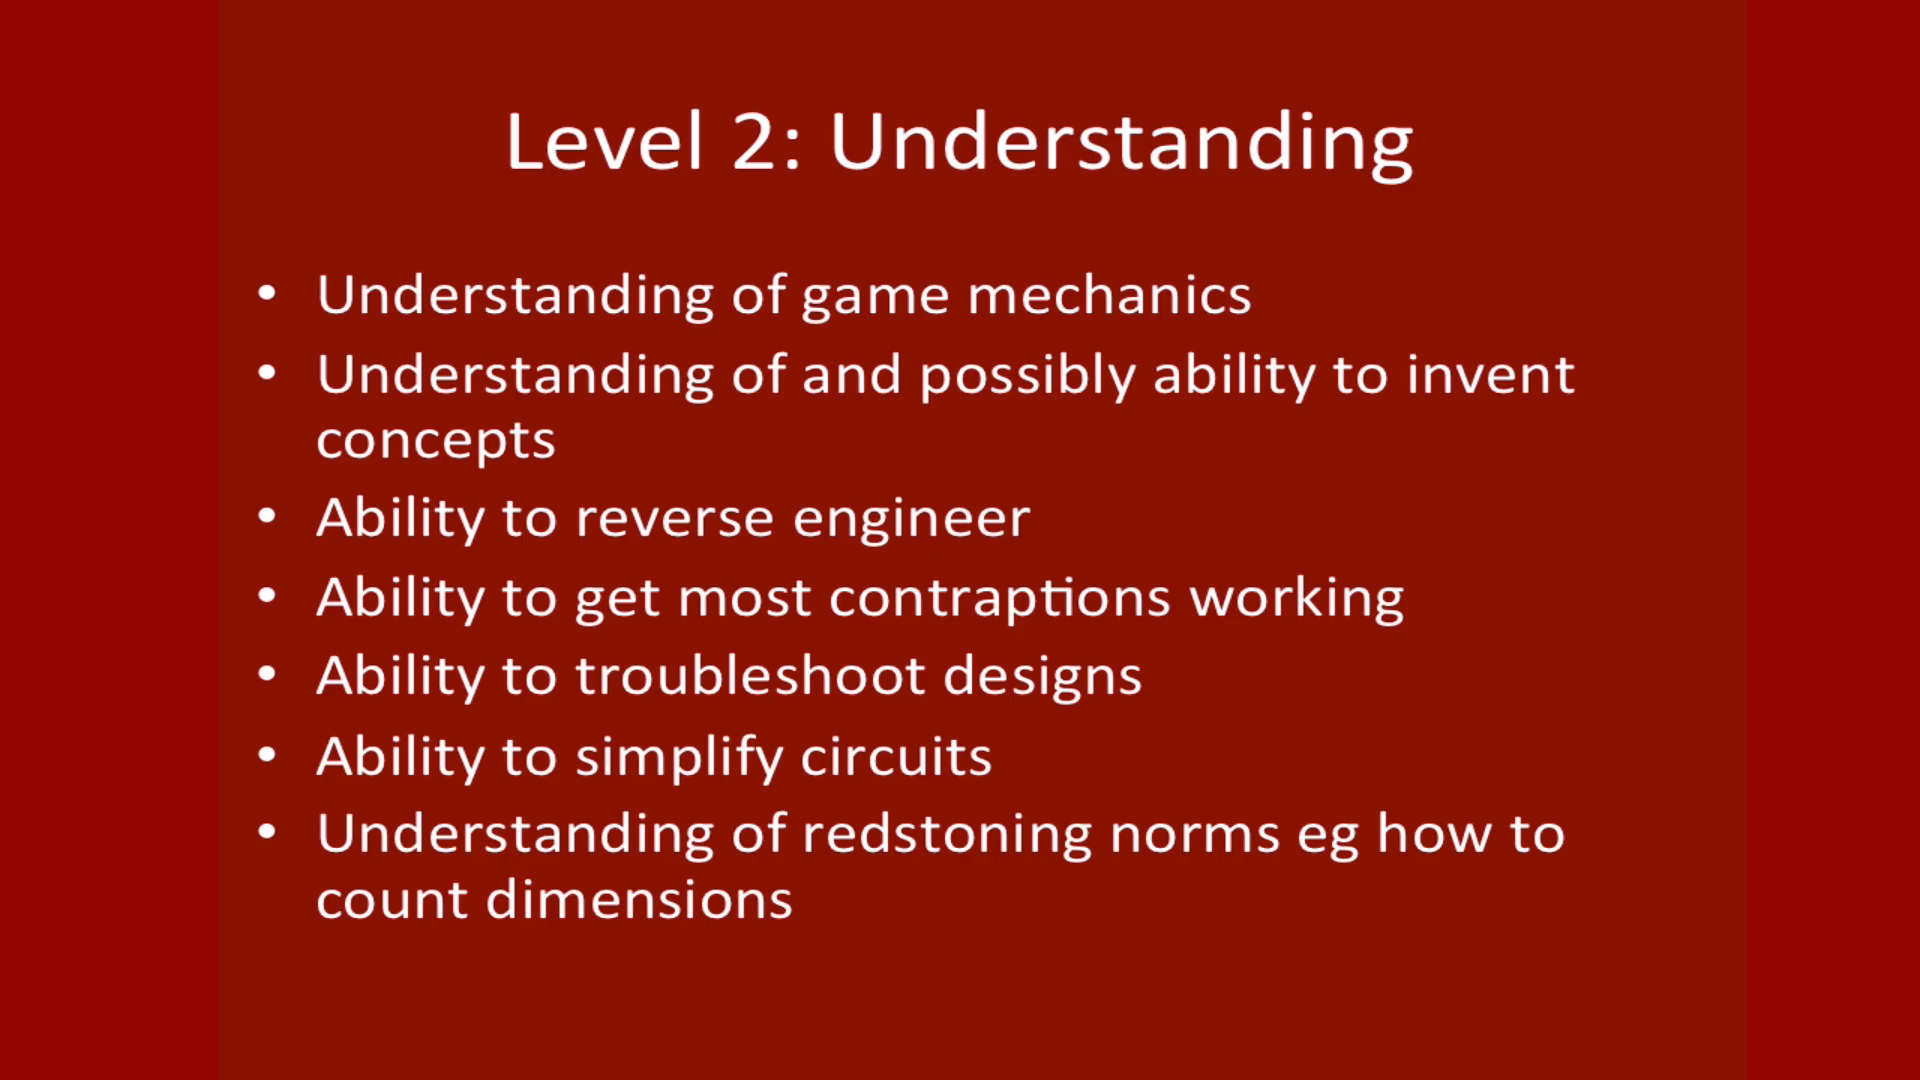 Level 2: Understanding
• Understanding of game mechanics
• Understanding of and possibly ability to invent
concepts
• Ability to reverse engineer
• Ability to get most contraptions working
• Ability to troubleshoot designs
• Ability to simplify circuits
• Understanding of redstoning norms eg how to
count dimensions